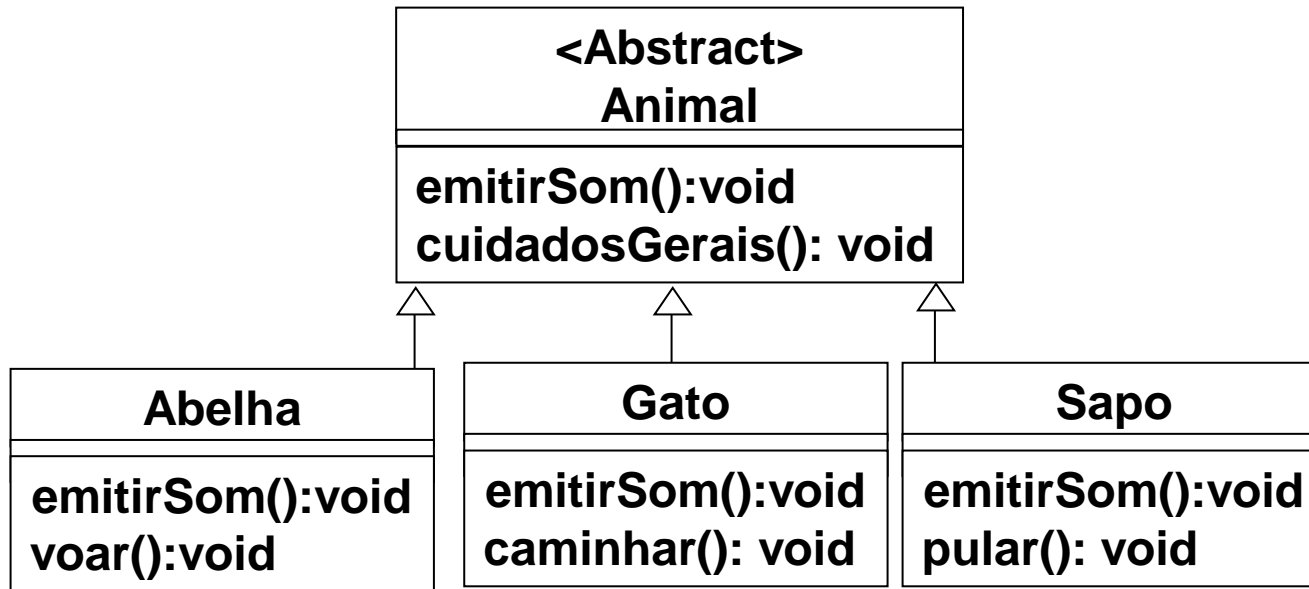 <Abstract>
Animal
emitirSom():void
cuidadosGerais(): void
Abelha
emitirSom():void
voar():void
Gato
emitirSom():void
caminhar(): void
Sapo
emitirSom():void
pular(): void